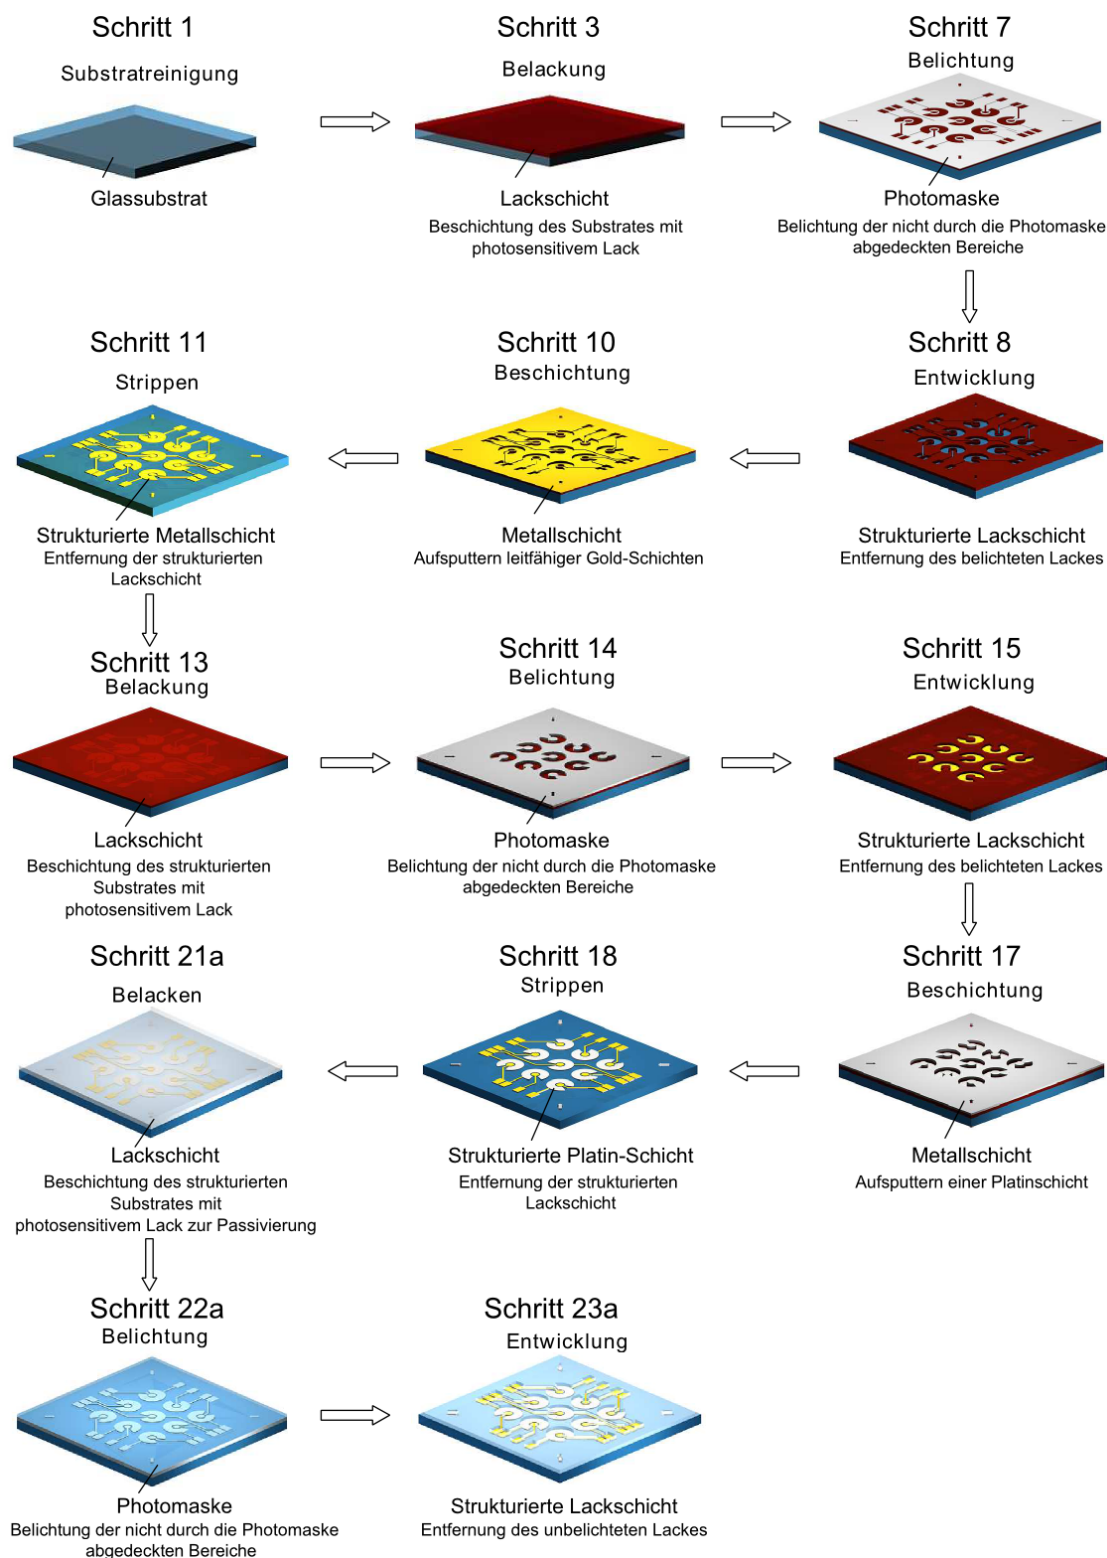 Schritt 1
Substratreinigung
Glassubstrat
Schritt 3
Belackung
Lackschicht
Beschichtung des Substrates mit
photosensitivem Lack
Schritt 7
Belichtung
Photomaske
Belichtung der nicht durch die Photomaske
abgedeckten Bereiche
Schritt 8
Entwicklung
Strukturierte Lackschicht
Entfernung des belichteten Lackes
Schritt 10
Beschichtung
Metallschicht
Aufsputtern leitfähiger Gold-Schichten
Schritt 11
Strippen
Strukturierte Metallschicht
Entfernung der strukturierten
Lackschicht
Schritt 13
Belackung
Lackschicht
Beschichtung des strukturierten
Substrates mit
photosensitivem Lack
Schritt 14
Belichtung
Photomaske
Belichtung der nicht durch die Photomaske
abgedeckten Bereiche
Schritt 15
Entwicklung
Strukturierte Lackschicht
Entfernung des belichteten Lackes
Schritt 17
Beschichtung
Metallschicht
Aufsputtern einer Platinschicht
Schritt 18
Strippen
Strukturierte Platin-Schicht
Entfernung der strukturierten
Lackschicht
Schritt 21a
Belacken
Lackschicht
Beschichtung des strukturierten
Substrates mit
photosensitivem Lack zur Passivierung
Schritt 22a
Belichtung
Photomaske
Belichtung der nicht durch die Photomaske
abgedeckten Bereiche
Schritt 23a
Entwicklung
Strukturierte Lackschicht
Entfernung des unbelichteten Lackes